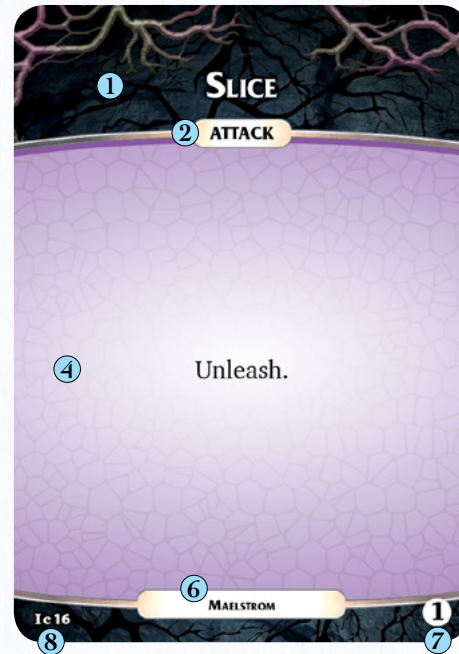 1 SLICE
2 ATTACK
4 Unleash.
6
MAELSTROM
Ic 16
1
8
7